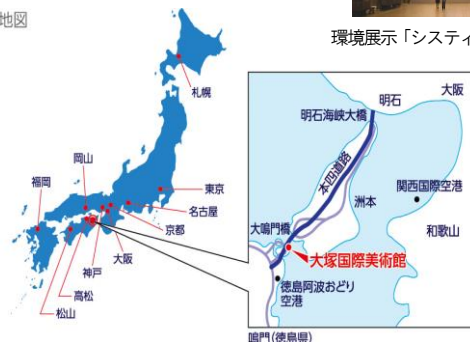 地図
環境展示「システィ
札幌
岡山
福岡
東京
名古屋
京都
大阪
神戸
高松
松山
大阪
明石
明石海峡大橋
本四道路
洲本
関西国際空港
和歌山
大鳴門橋
大塚国際美術館
徳島阿波おどり
空港
鳴門(徳島県)